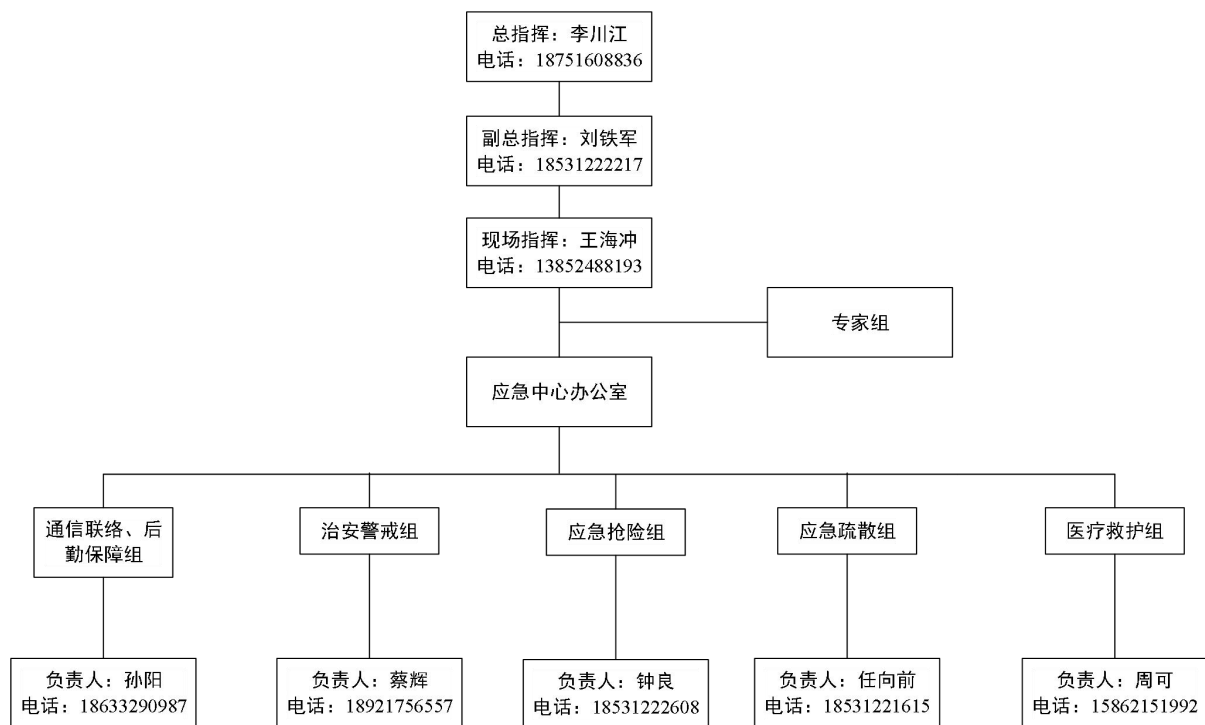 总指挥：李川江
电话：18751608836
副总指挥：刘铁军
电话：18531222217
现场指挥：王海冲
电话：13852488193
专家组
应急中心办公室
通信联络、后
勤保障组
治安警戒组
应急抢险组
应急疏散组
医疗救护组
负责人：孙阳
电话：18633290987
负责人：蔡辉
电话：18921756557
负责人：钟良
电话：18531222608
负责人：任向前
电话：18531221615
负责人：周可
电话：15862151992